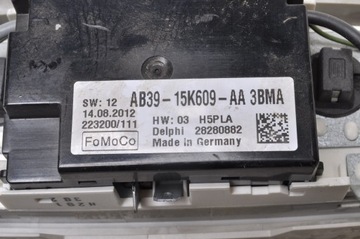 AB39-15K609-AA 3BMA
SW: 12
14.08.2012
223200/111
FoMoCo
HW: 03 H5PLA
Delphi 28280882
Made in Germany